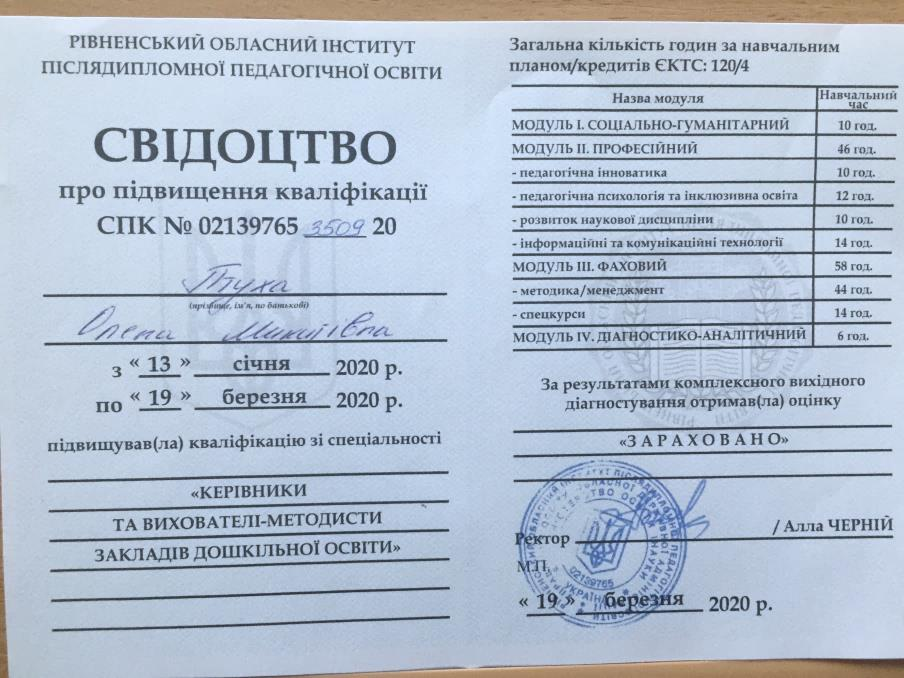 РІВНЕНСЬКИЙ ОБЛАСНИЙ ІНСТИТУТ
ПІСЛЯДИПЛОМНОЇ ПЕДАГОГІЧНОЇ ОСВІТИ
СВІДОЦТВО
про підвищення кваліфікації
СПК № 02139765 3509 20
Туха
(прізвище, ім'я, по батькові)
Олена
з “ 13 ” січня 2020 р.
по “ 19 ” березня 2020 р.
підвищував(ла) кваліфікацію зі спеціальності
«КЕРІВНИКИ
ТА ВИХОВАТЕЛІ-МЕТОДИСТИ
ЗАКЛАДІВ ДОШКІЛЬНОЇ ОСВІТИ»
Загальна кількість годин за навчальним
планом/кредитів ЄКТС: 120/4
Назва модуля Навчальний час
МОДУЛЬ І. СОЦІАЛЬНО-ГУМАНІТАРНИЙ 10 год.
МОДУЛЬ ІІ. ПРОФЕСІЙНИЙ 46 год.
- педагогічна інноватика 10 год.
- педагогічна психологія та інклюзивна освіта 12 год.
- розвиток наукової дисципліни 10 год.
- інформаційні та комунікаційні технології 14 год.
МОДУЛЬ ІІІ. ФАХОВИЙ 58 год.
- методика/менеджмент 44 год.
- спецкурси 14 год.
МОДУЛЬ IV. ДІАГНОСТИКО-АНАЛІТИЧНИЙ 6 год.
За результатами комплексного вихідного
діагностування отримав(ла) оцінку
«З А Р А Х О В А Н О»
Ректор / Алла ЧЕРНІЙ
М.П.
02139765
УКРАЇНА
“ 19 ” березня 2020 р.